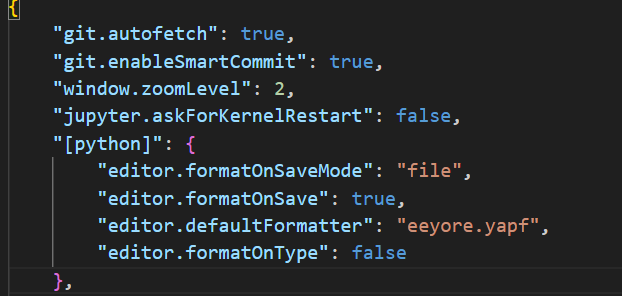 {
"git.autofetch": true,
"git.enableSmartCommit": true,
"window.zoomLevel": 2,
"jupyter.askForKernelRestart": false,
"[python]": {
"editor.formatOnSaveMode": "file",
"editor.formatOnSave": true,
"editor.defaultFormatter": "eeyore.yapf",
"editor.formatOnType": false
},